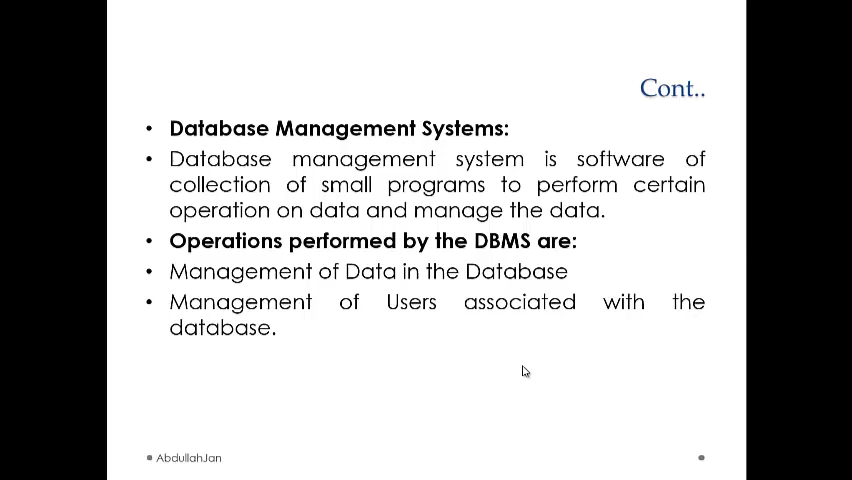 Cont..
• Database Management Systems:
• Database management system is software of
collection of small programs to perform certain
operation on data and manage the data.
• Operations performed by the DBMS are:
• Management of Data in the Database
• Management of Users associated with the
database.
• AbdullahJan